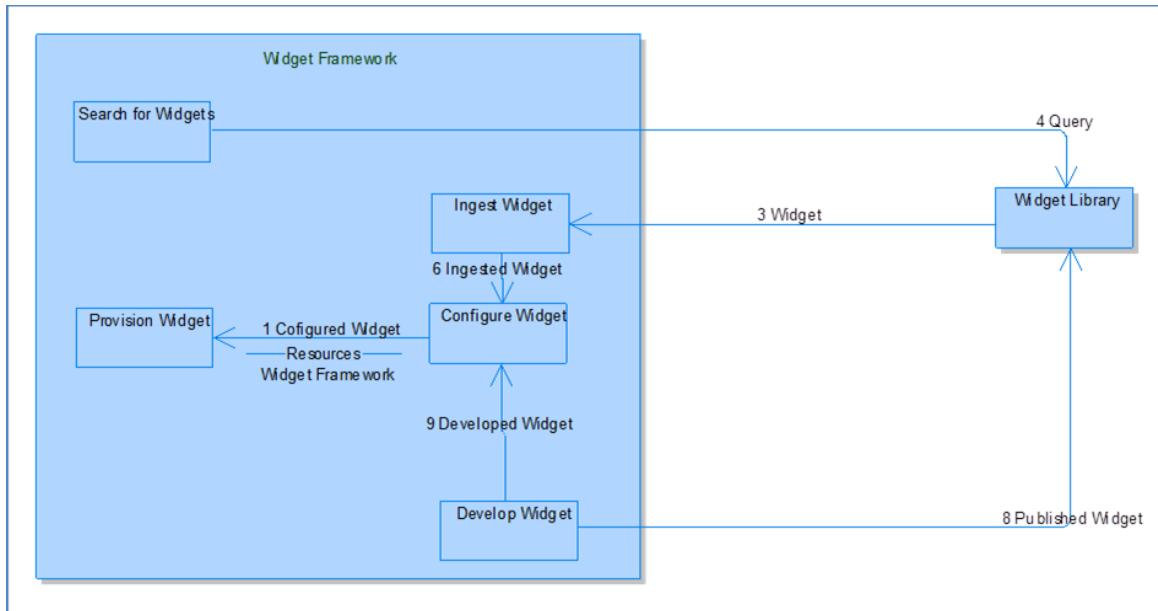 Widget Framework
Search for Widgets
4 Query
Widget Library
Ingest Widget
3 Widget
6 Ingested Widget
Provision Widget
1 Cofigured Widget
Configure Widget
Resources
Widget Framework
9 Developed Widget
Develop Widget
8 Published Widget